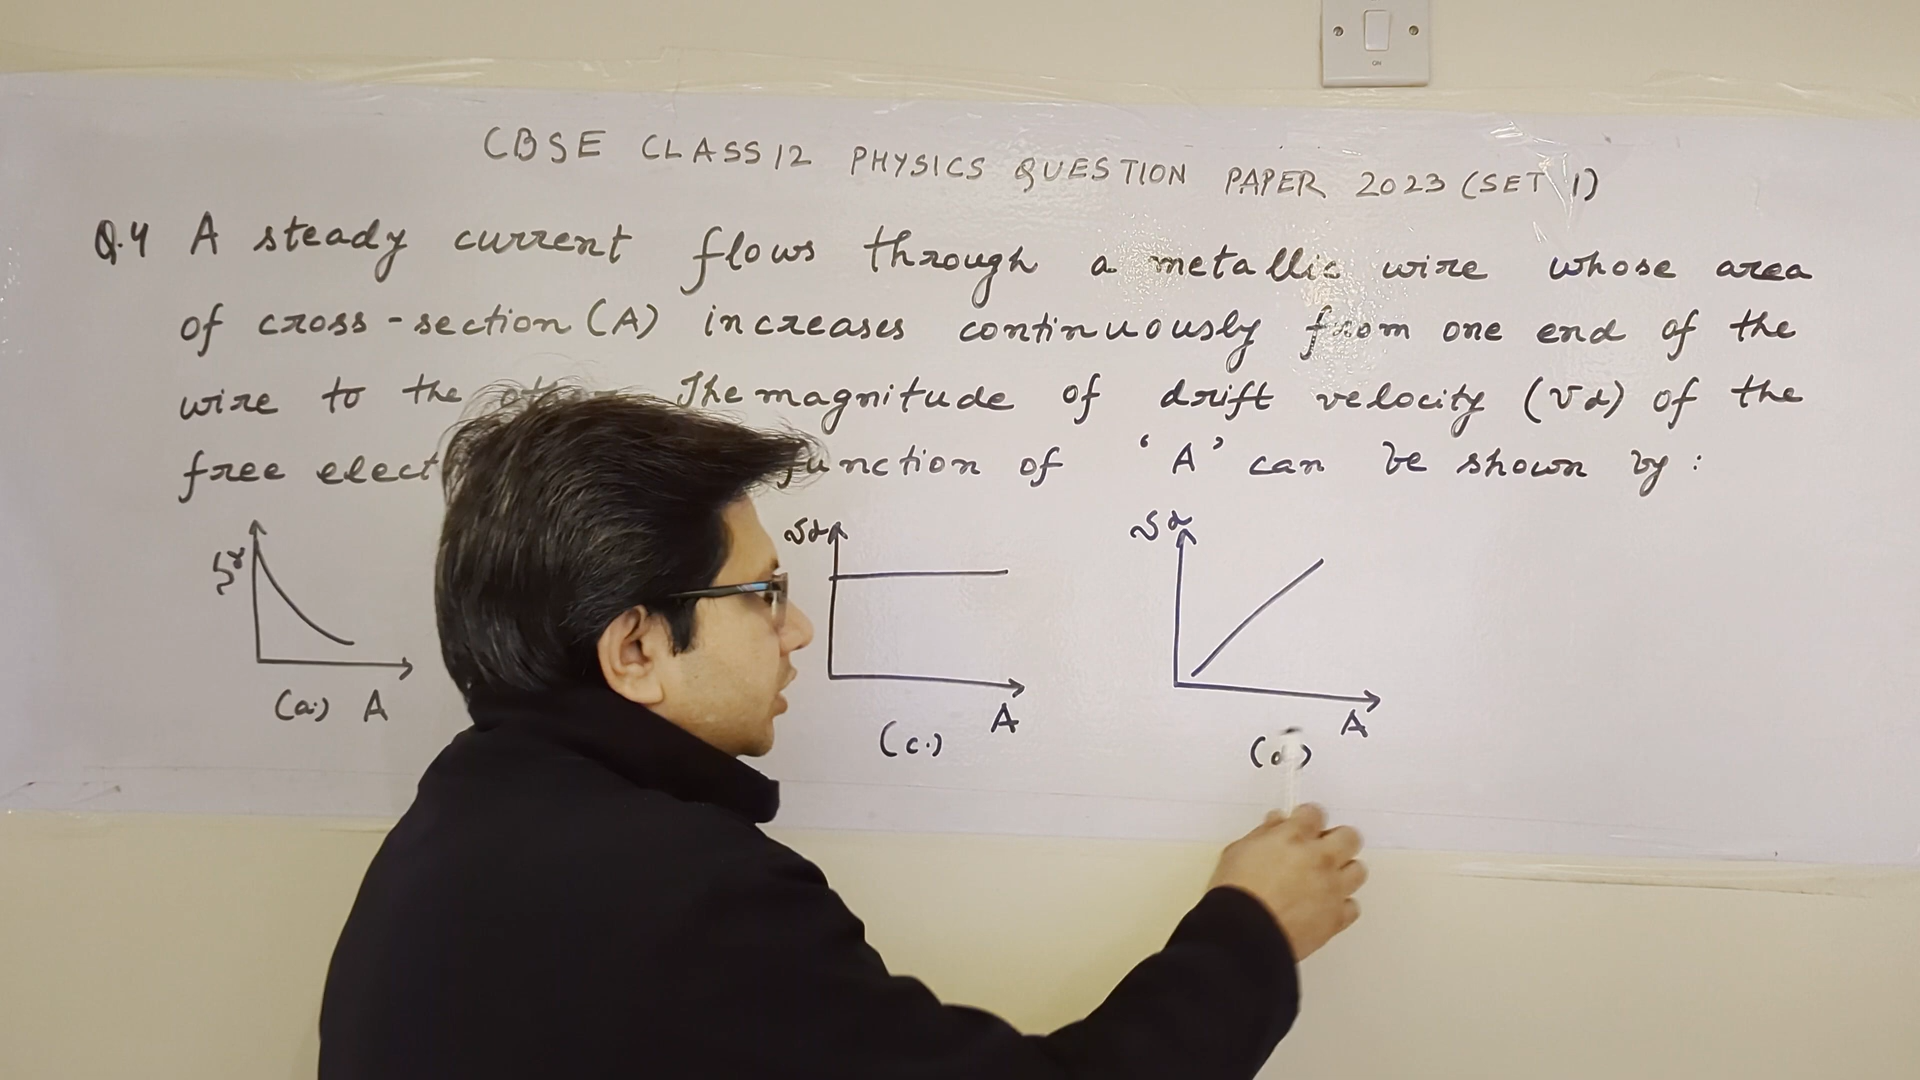 ON
CBSE CLASS 12 PHYSICS QUESTION PAPER 2023 (SET 1)
Q.4 A steady current flows through a metallic wire whose area
of cross-section (A) increases continuously from one end of the
wire to the The magnitude of drift velocity (vd) of the
free function of 'A' can be shown by:
vd
vd
vd
A
A
A
(a.)
(c.)
(d.)